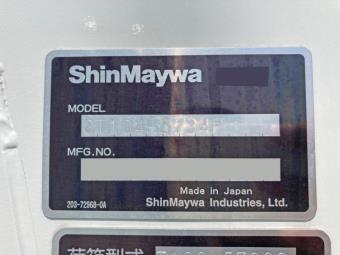 ShinMaywa
MODEL
MFG.NO.
Made in Japan
203-72968-0A
ShinMaywa Industries, Ltd.